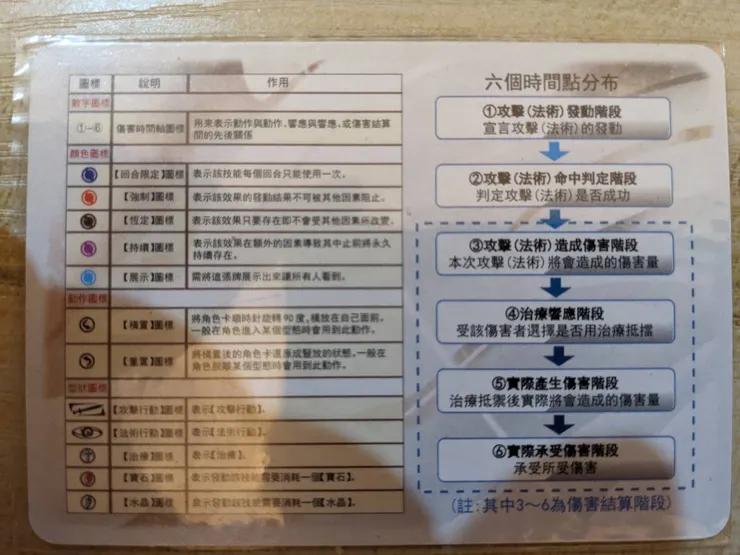 圖標 說明 作用
數字圖標
①─⑥ 傷害時間軸圖標 用來表示動作與動作、響應與響應、或傷害結算
間的先後關係
顏色圖標
【回合限定】圖標 表示該技能每個回合只能使用一次。
【強制】圖標 表示該效果的發動結果不可被其他因素阻止。
【恆定】圖標 表示該效果只要存在即不會受其他因素所改變。
【持續】圖標 表示該效果在額外的因素導致其中止前將永久
持續存在。
【展示】圖標 需將這張牌展示出來讓所有人看到。
動作圖標
【橫置】圖標 將角色卡順時針旋轉90度,橫放在自己面前。
一般在角色進入某個型態時會用到此動作。
【重置】圖標 將橫置後的角色卡還原成豎放的狀態。一般在
角色脫離某個型態時會用到此動作。
型狀圖標
【攻擊行動】圖標 表示【攻擊行動】。
【法術行動】圖標 表示【法術行動】。
【治療】圖標 表示【治療】。
【寶石】圖標 表示發動該技能需要消耗一個【寶石】。
【水晶】圖標 表示發動該技能需要消耗一個【水晶】。
六個時間點分布
①攻擊(法術)發動階段
宣言攻擊(法術)的發動
②攻擊(法術)命中判定階段
判定攻擊(法術)是否成功
③攻擊(法術)造成傷害階段
本次攻擊(法術)將會造成的傷害量
④治療響應階段
受該傷害者選擇是否用治療抵擋
⑤實際產生傷害階段
治療抵禦後實際將會造成的傷害量
⑥實際承受傷害階段
承受所受傷害
(註:其中3~6為傷害結算階段)